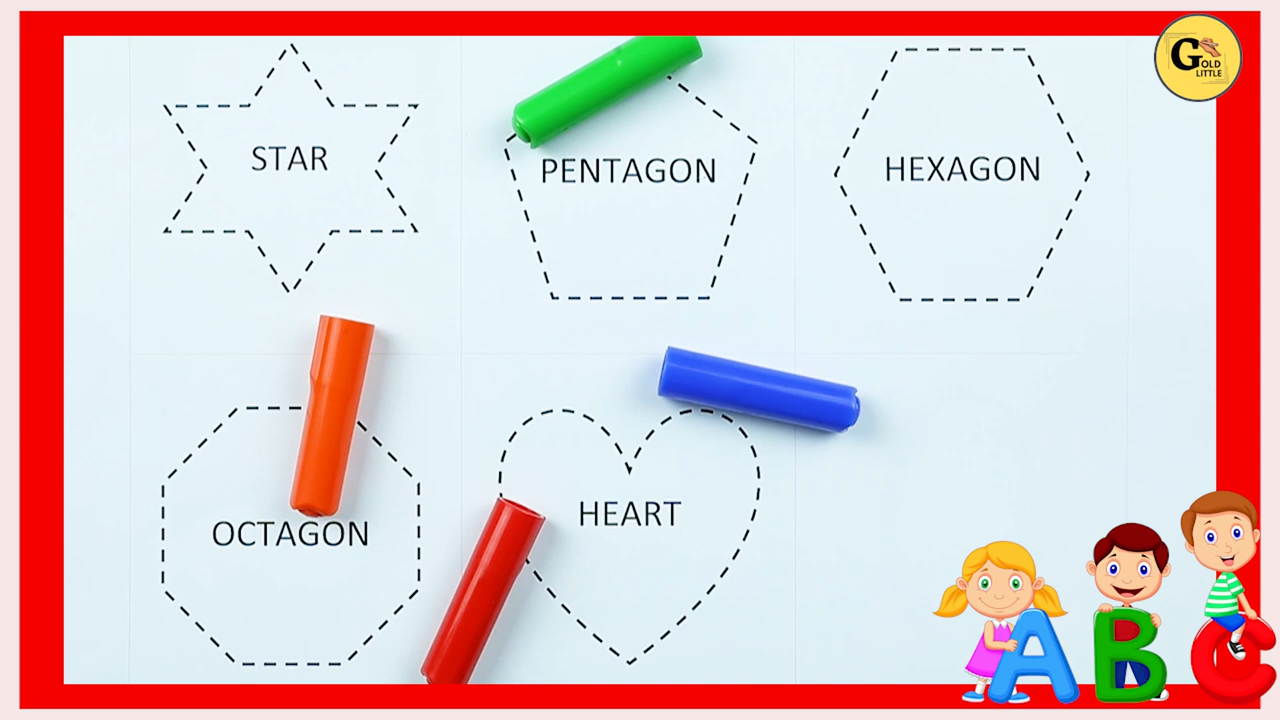 GOLD
LITTLE
STAR
PENTAGON
HEXAGON
OCTAGON
HEART
A B C